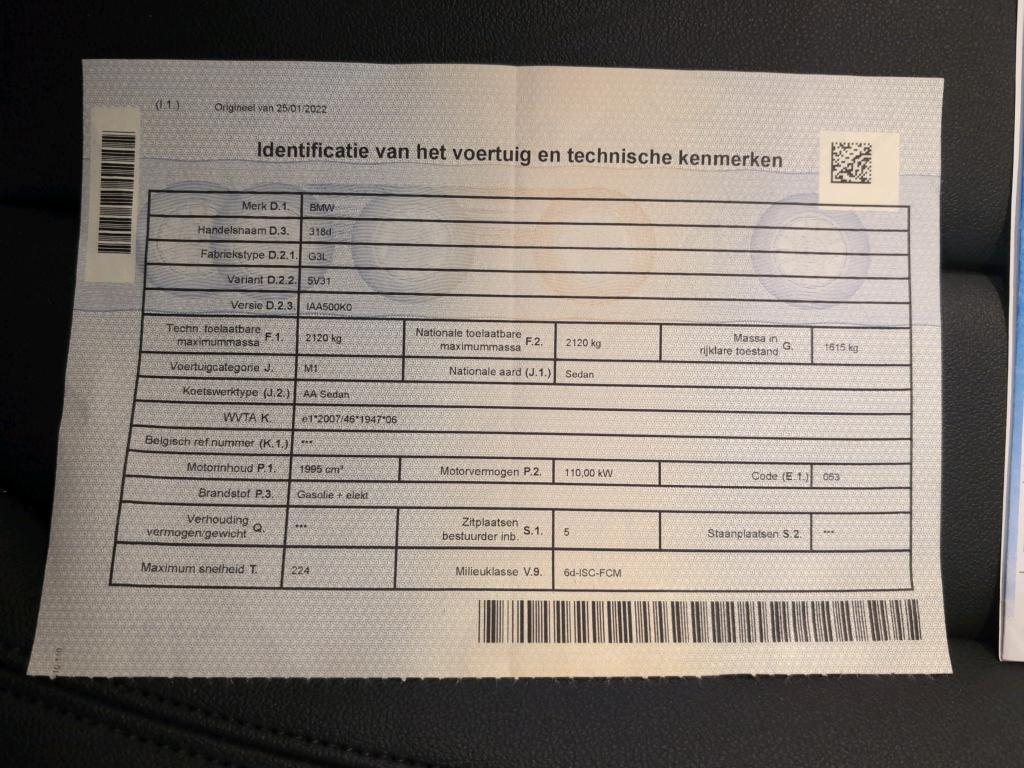 (I.1.) Origineel van 25/01/2022
Identificatie van het voertuig en technische kenmerken
Merk D.1. BMW
Handelsnaam D.3. 318d
Fabriekstype D.2.1. G3L
Variant D.2.2. 5V31
Versie D.2.3. IAA500K0
Techn. toelaatbare maximummassa F.1. 2120 kg Nationale toelaatbare maximummassa F.2. 2120 kg Massa in rijklare toestand G. 1615 kg
Voertuigcategorie J. M1 Nationale aard (J.1.) Sedan
Koetswerktype (J.2.) AA Sedan
WVTA K. e1*2007/46*1947*06
Belgisch ref.nummer (K.1.) ***
Motorinhoud P.1. 1995 cm³ Motorvermogen P.2. 110,00 kW Code (E.1.) 053
Brandstof P.3. Gasolie + elekt
Verhouding vermogen/gewicht Q. *** Zitplaatsen bestuurder inb. S.1. 5 Staanplaatsen S.2. ***
Maximum snelheid T. 224 Milieuklasse V.9. 6d-ISC-FCM